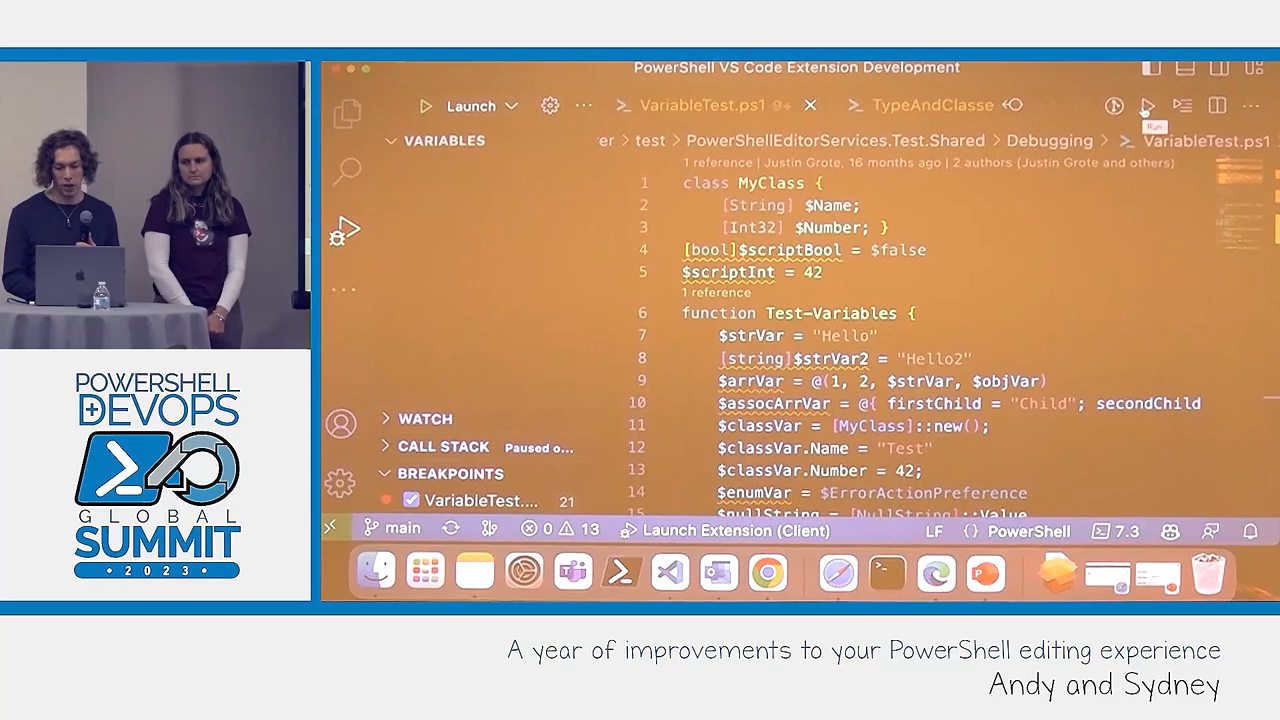 PowerShell VS Code Extension Development
Launch
VariableTest.ps1 9+
TypeAndClasse
Run
VARIABLES
er > test > PowerShellEditorServices.Test.Shared > Debugging > VariableTest.ps1
1 reference | Justin Grote, 16 months ago | 2 authors (Justin Grote and others)
1 class MyClass {
2 [String] $Name;
3 [Int32] $Number; }
4 [bool]$scriptBool = $false
5 $scriptInt = 42
1 reference
6 function Test-Variables {
7 $strVar = "Hello"
8 [string]$strVar2 = "Hello2"
9 $arrVar = @(1, 2, $strVar, $objVar)
10 $assocArrVar = @{ firstChild = "Child"; secondChild
11 $classVar = [MyClass]::new();
12 $classVar.Name = "Test"
13 $classVar.Number = 42;
14 $enumVar = $ErrorActionPreference
15 $nullString = [NullString]::Value
WATCH
CALL STACK Paused o...
BREAKPOINTS
VariableTest.... 21
main 0 13 Launch Extension (Client) LF {} PowerShell 7.3
POWERSHELL
+DEVOPS
GLOBAL
SUMMIT
• 2023 •
A year of improvements to your PowerShell editing experience
Andy and Sydney